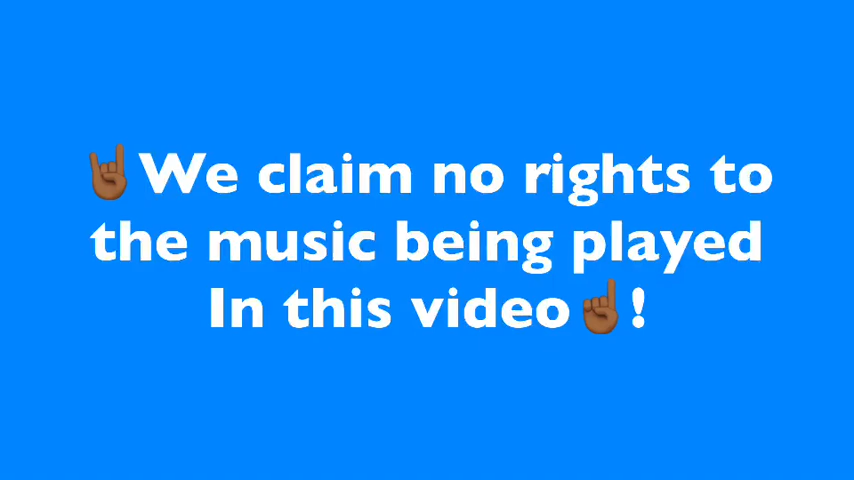 🤘🏾We claim no rights to
the music being played
In this video☝🏾!